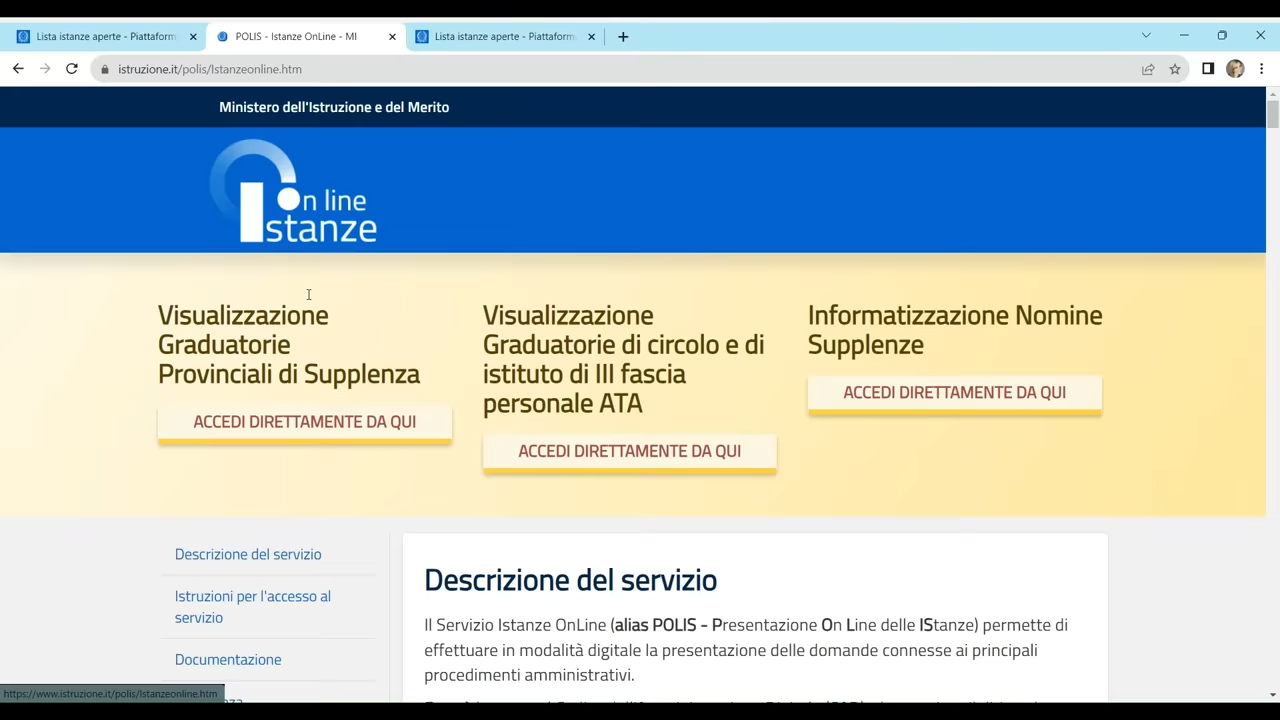 Lista istanze aperte - Piattaform
POLIS - Istanze OnLine - MI
Lista istanze aperte - Piattaform
istruzione.it/polis/Istanzeonline.htm
Ministero dell'Istruzione e del Merito
On line
Istanze
Visualizzazione
Graduatorie
Provinciali di Supplenza
ACCEDI DIRETTAMENTE DA QUI
Visualizzazione
Graduatorie di circolo e di
istituto di III fascia
personale ATA
ACCEDI DIRETTAMENTE DA QUI
Informatizzazione Nomine
Supplenze
ACCEDI DIRETTAMENTE DA QUI
Descrizione del servizio
Istruzioni per l'accesso al
servizio
Documentazione
Descrizione del servizio
Il Servizio Istanze OnLine (alias POLIS - Presentazione On Line delle IStanze) permette di
effettuare in modalità digitale la presentazione delle domande connesse ai principali
procedimenti amministrativi.
https://www.istruzione.it/polis/Istanzeonline.htm